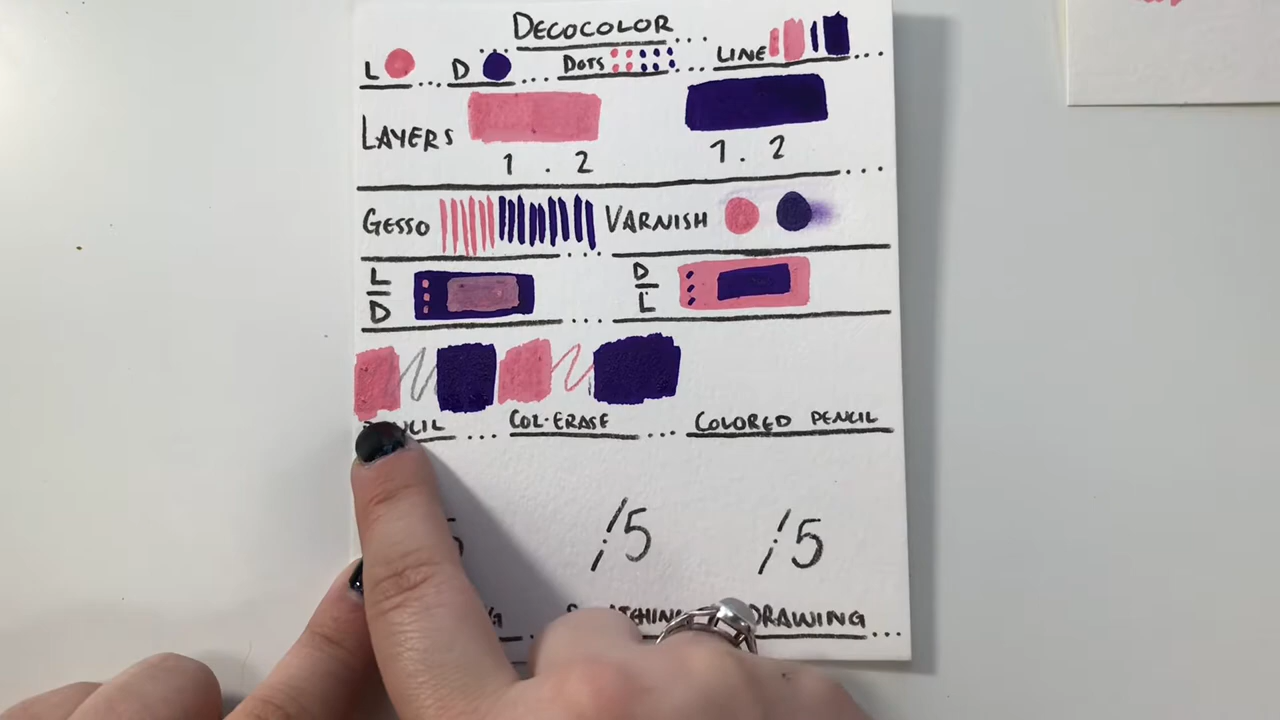 DECOCOLOR
L D DOTS LINE
LAYERS
1 . 2 1 . 2
GESSO VARNISH
L
D
D
L
COL-ERASE COLORED PENCIL
/5 /5
DRAWING